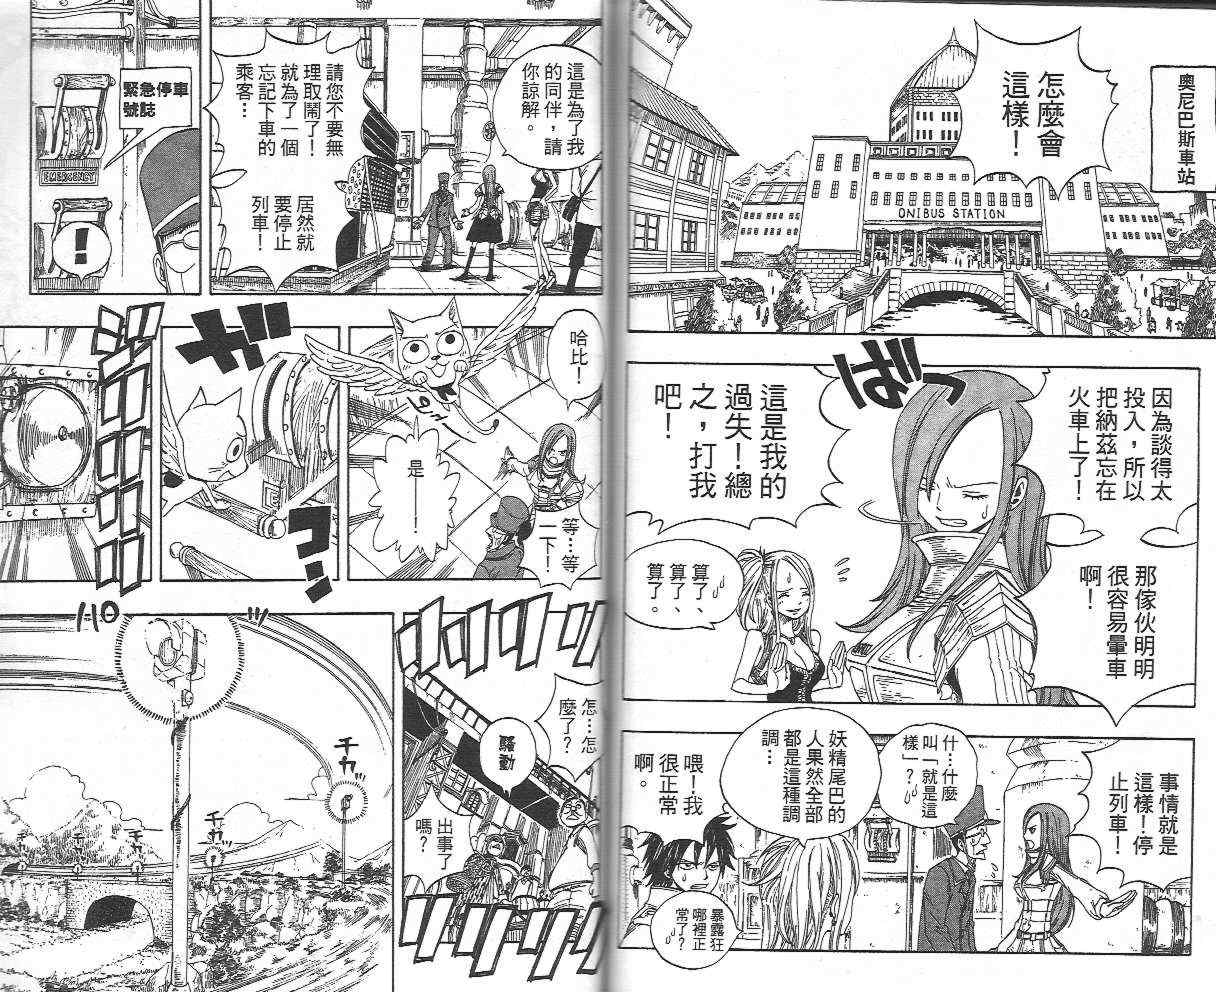 奧尼巴斯車站
怎麼會
這樣！
ONIBUS STATION
因為談得太
投入，所以
把納茲忘在
火車上了！
那傢伙明明
很容易暈車
啊！
這是我的
過失！總
之，打我
吧！
算了、
算了、
算了。
事情就是
這樣！停
止列車！
什…什麼
叫「就是這
樣」？
妖精尾巴的
人果然全部
都是這種調
調…
喂！我
很正常
啊。
暴露狂
哪裡正
常了？
這是為了我
的同伴，請
你諒解。
請您不要無
理取鬧了！
就為了一個
忘記下車的
乘客…
居然就
要停止
列車！
緊急停車
號誌
EMERGENCY
！
哈比！
等…等
一下！
是——！
怎…怎
麼了？
騷動
出事了
嗎？
チカ
チカ
チカ
チカ